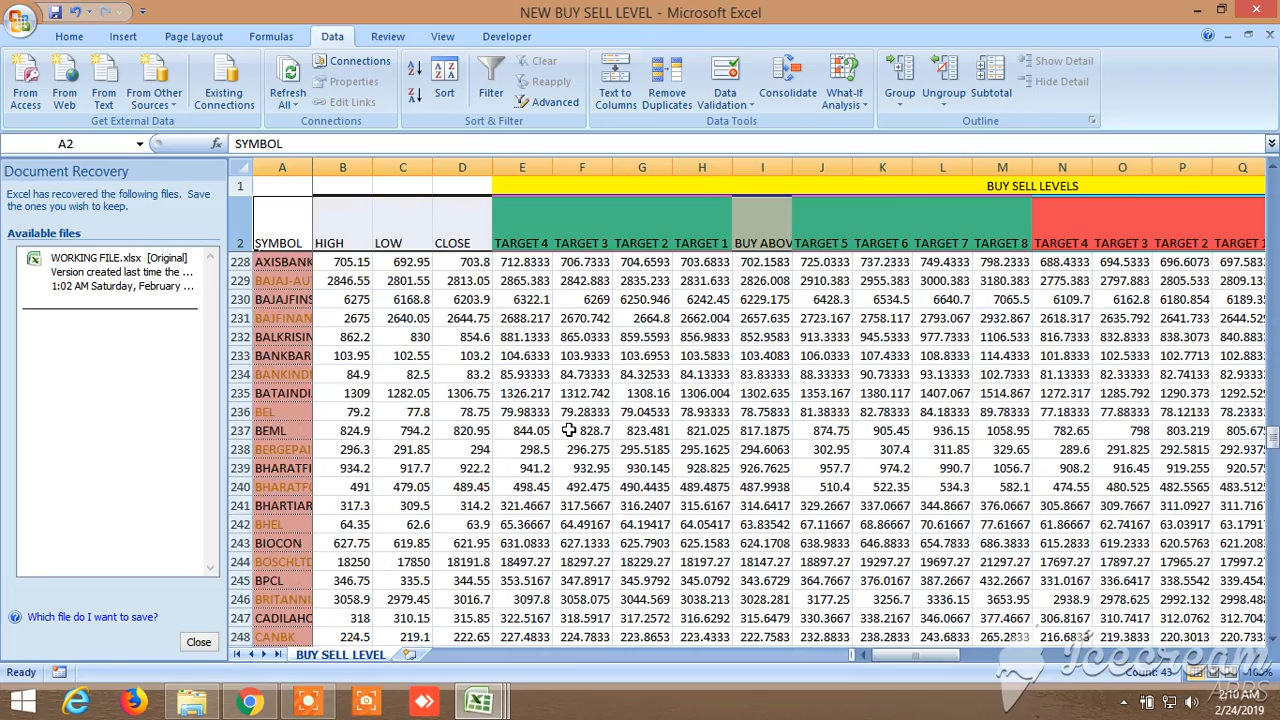 NEW BUY SELL LEVEL - Microsoft Excel
Home Insert Page Layout Formulas Data Review View Developer
From Access From Web From Text From Other Sources Existing Connections Refresh All Connections Properties Edit Links Sort Filter Clear Reapply Advanced Text to Columns Remove Duplicates Data Validation Consolidate What-If Analysis Group Ungroup Subtotal Show Detail Hide Detail
Get External Data Connections Sort & Filter Data Tools Outline
A2 fx SYMBOL
Document Recovery
Excel has recovered the following files. Save
the ones you wish to keep.
Available files
WORKING FILE.xlsx [Original]
Version created last time the ...
1:02 AM Saturday, February ...
Which file do I want to save?
Close
A B C D E F G H I J K L M N O P Q
1 BUY SELL LEVELS
2 SYMBOL HIGH LOW CLOSE TARGET 4 TARGET 3 TARGET 2 TARGET 1 BUY ABOV TARGET 5 TARGET 6 TARGET 7 TARGET 8 TARGET 4 TARGET 3 TARGET 2 TARGET 1
228 AXISBANK 705.15 692.95 703.8 712.8333 706.7333 704.6593 703.6833 702.1583 725.0333 737.2333 749.4333 798.2333 688.4333 694.5333 696.6073 697.5833
229 BAJAJ-AU 2846.55 2801.55 2813.05 2865.383 2842.883 2835.233 2831.633 2826.008 2910.383 2955.383 3000.383 3180.383 2775.383 2797.883 2805.533 2809.13
230 BAJAJFINS 6275 6168.8 6203.9 6322.1 6269 6250.946 6242.45 6229.175 6428.3 6534.5 6640.7 7065.5 6109.7 6162.8 6180.854 6189.35
231 BAJFINAN 2675 2640.05 2644.75 2688.217 2670.742 2664.8 2662.004 2657.635 2723.167 2758.117 2793.067 2932.867 2618.317 2635.792 2641.733 2644.529
232 BALKRISIN 862.2 830 854.6 881.1333 865.0333 859.5593 856.9833 852.9583 913.3333 945.5333 977.7333 1106.533 816.7333 832.8333 838.3073 840.8833
233 BANKBAR 103.95 102.55 103.2 104.6333 103.9333 103.6953 103.5833 103.4083 106.0333 107.4333 108.8333 114.4333 101.8333 102.5333 102.7713 102.8833
234 BANKINDI 84.9 82.5 83.2 85.93333 84.73333 84.32533 84.13333 83.83333 88.33333 90.73333 93.13333 102.7333 81.13333 82.33333 82.74133 82.93333
235 BATAINDI 1309 1282.05 1306.75 1326.217 1312.742 1308.16 1306.004 1302.635 1353.167 1380.117 1407.067 1514.867 1272.317 1285.792 1290.373 1292.529
236 BEL 79.2 77.8 78.75 79.98333 79.28333 79.04533 78.93333 78.75833 81.38333 82.78333 84.18333 89.78333 77.18333 77.88333 78.12133 78.23333
237 BEML 824.9 794.2 820.95 844.05 828.7 823.481 821.025 817.1875 874.75 905.45 936.15 1058.95 782.65 798 803.219 805.675
238 BERGEPAI 296.3 291.85 294 298.5 296.275 295.5185 295.1625 294.6063 302.95 307.4 311.85 329.65 289.6 291.825 292.5815 292.9375
239 BHARATFI 934.2 917.7 922.2 941.2 932.95 930.145 928.825 926.7625 957.7 974.2 990.7 1056.7 908.2 916.45 919.255 920.575
240 BHARATFO 491 479.05 489.35 498.45 492.475 490.4435 489.4875 487.9938 510.4 522.35 534.3 582.1 474.55 480.525 482.5565 483.5125
241 BHARTIAR 317.5 309.5 314.2 321.4667 317.5667 316.2407 315.6167 314.6417 329.2667 337.0667 344.8667 376.0667 305.8667 309.7667 311.0927 311.7167
242 BHEL 64.35 62.6 63.9 65.36667 64.49167 64.19417 64.05417 63.83542 67.11667 68.86667 70.61667 77.61667 61.86667 62.74167 63.03917 63.17917
243 BIOCON 627.75 619.85 621.95 631.0833 627.1333 625.7903 625.1583 624.1708 638.9833 646.8833 654.7833 686.3833 615.2833 619.2333 620.5763
244 BOSCHLTD 18250 17850 18191.8 18497.27 18297.27 18229.27 18197.27 18147.27 18897.27 19297.27 19697.27 21297.27 17697.27 17897.27 17965.27 17997.27
245 BPCL 346.75 335.5 344.55 353.5167 347.8917 345.9792 345.0792 343.6729 364.7667 376.0167 387.2667 432.2667 331.0167 336.6417 338.5542 339.454
246 BRITANNI 3058.9 2979.45 3016.7 3097.8 3058.075 3044.569 3038.213 3028.281 3177.25 3256.7 3336.15 3653.95 2938.9 2978.625 2992.132 2998.488
247 CADILAHC 318 310.15 315.85 322.5167 318.5917 317.2572 316.6292 315.6479 330.3667 338.2167 346.0667 377.4667 306.8167 310.7417 312.0762
248 CANBK 224.5 219.1 222.65 227.4833 224.7833 223.8653 223.4333 222.7583 232.8833 238.2833 243.6833 265.2833 219.3833 220.3013
BUY SELL LEVEL
Ready Count: 43 100%
Icecream
APPS
2:10 AM
2/24/2019